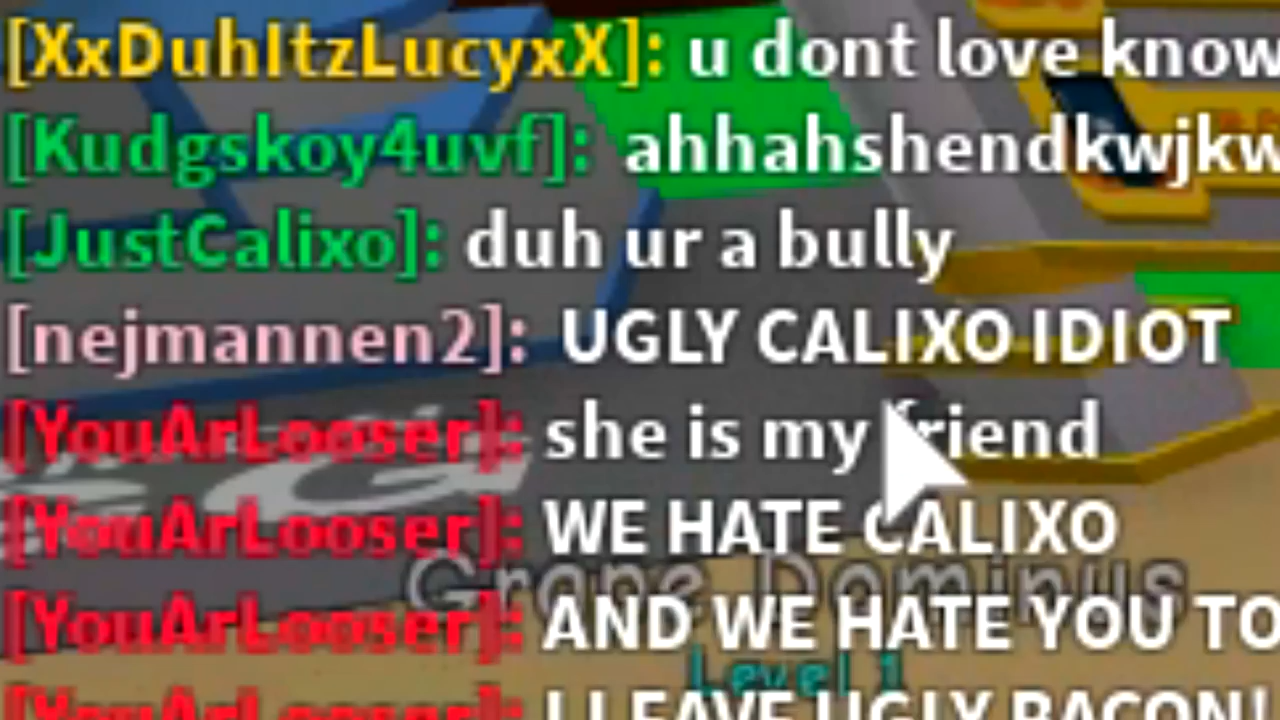 [XxDuhItzLucyxX]: u dont love know
[Kudgskoy4uvf]: ahhahshendkwjkw
[JustCalixo]: duh ur a bully
[nejmannen2]: UGLY CALIXO IDIOT
[YouArLooser]: she is my friend
[YouArLooser]: WE HATE CALIXO
Grape Dominus
[YouArLooser]: AND WE HATE YOU TO
Level 1
[YouArLooser]: U LEAVE UGLY BACON!